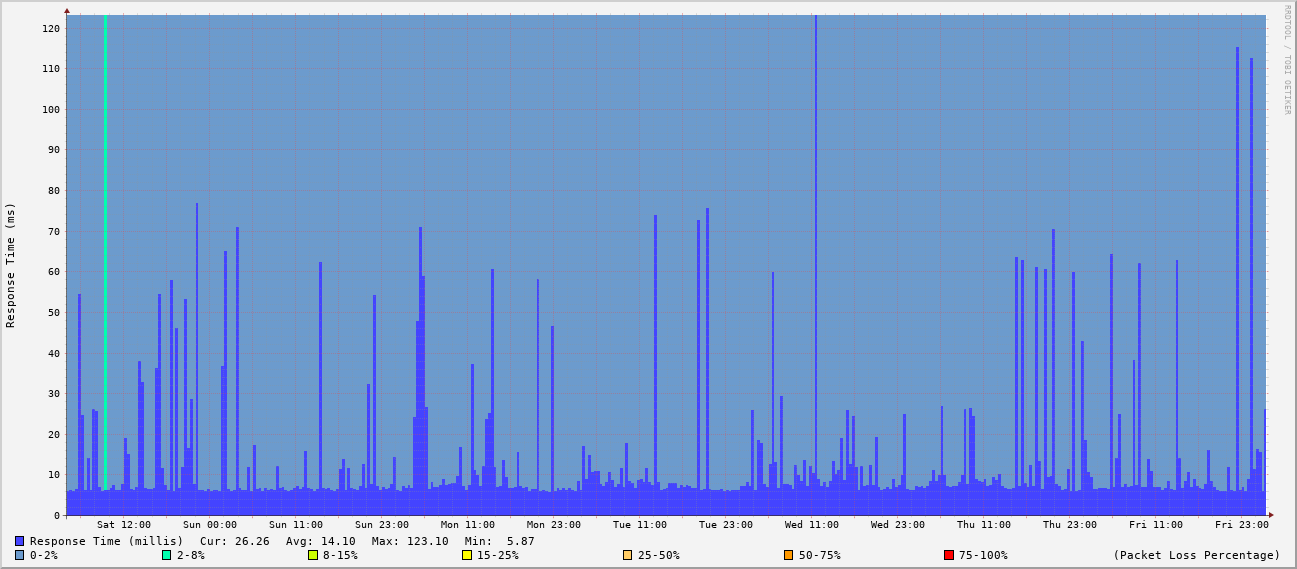 RRDTOOL / TOBI OETIKER
Response Time (ms)
120
110
100
90
80
70
60
50
40
30
20
10
0
Sat 12:00 Sun 00:00 Sun 11:00 Sun 23:00 Mon 11:00 Mon 23:00 Tue 11:00 Tue 23:00 Wed 11:00 Wed 23:00 Thu 11:00 Thu 23:00 Fri 11:00 Fri 23:00
Response Time (millis) Cur: 26.26 Avg: 14.10 Max: 123.10 Min: 5.87
0-2% 2-8% 8-15% 15-25% 25-50% 50-75% 75-100% (Packet Loss Percentage)